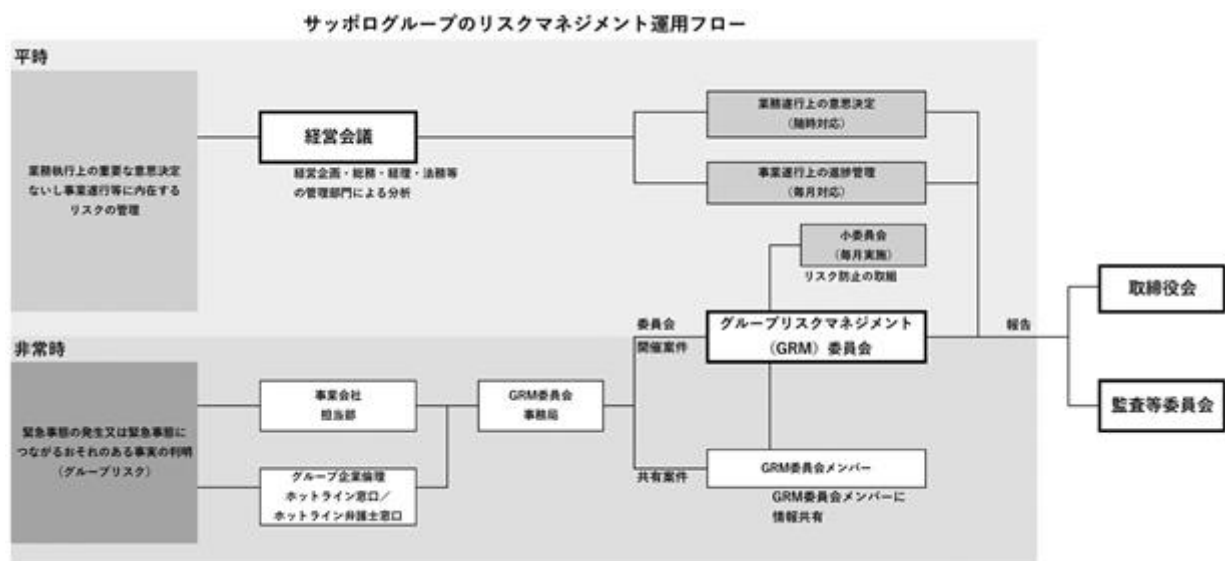 サッポログループのリスクマネジメント運用フロー
平時
業務執行上の重要な意思決定
ないし事業遂行等に内在する
リスクの管理
経営会議
経営企画・総務・経理・法務等
の管理部門による分析
業務遂行上の意思決定
（随時対応）
事業遂行上の進捗管理
（毎月対応）
小委員会
（毎月実施）
リスク防止の取組
非常時
緊急事態の発生又は緊急事態に
つながるおそれのある事実の判明
（グループリスク）
事業会社
担当部
グループ企業倫理
ホットライン窓口／
ホットライン弁護士窓口
GRM委員会
事務局
委員会
開催案件
グループリスクマネジメント
（GRM）委員会
共有案件
GRM委員会メンバー
GRM委員会メンバーに
情報共有
報告
取締役会
監査等委員会